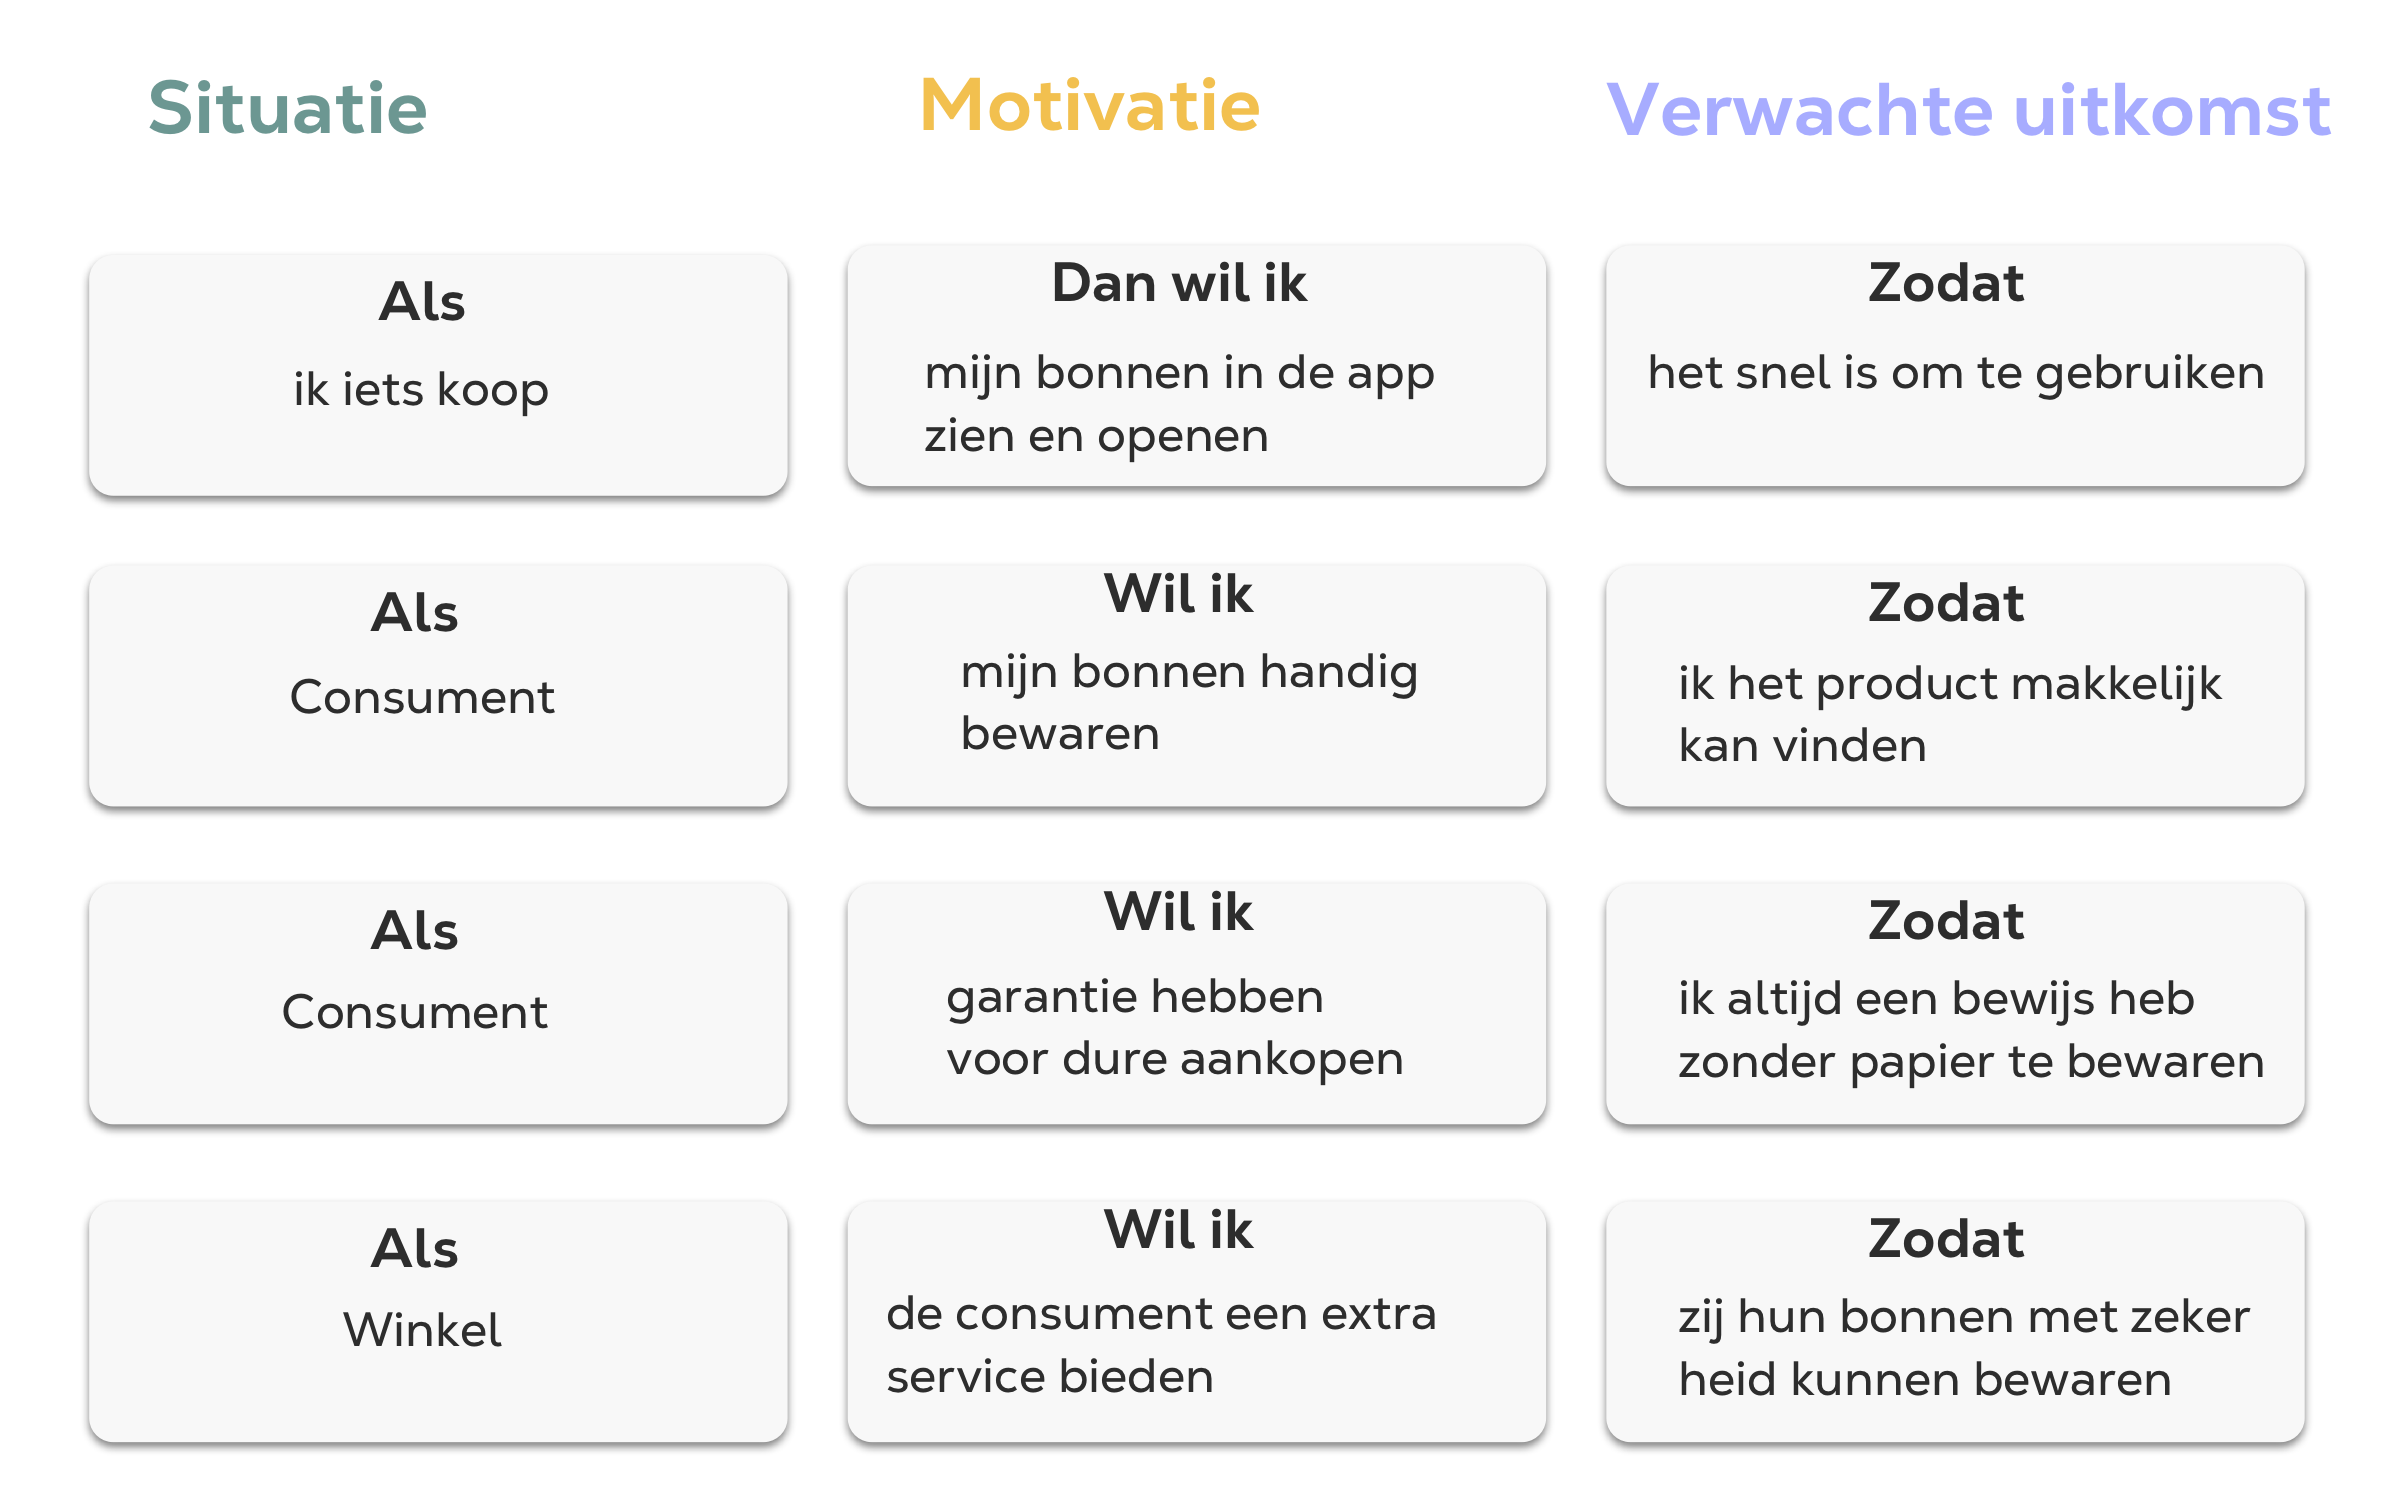 Situatie
Motivatie
Verwachte uitkomst
Als
ik iets koop
Dan wil ik
mijn bonnen in de app
zien en openen
Zodat
het snel is om te gebruiken
Als
Consument
Wil ik
mijn bonnen handig
bewaren
Zodat
ik het product makkelijk
kan vinden
Als
Consument
Wil ik
garantie hebben
voor dure aankopen
Zodat
ik altijd een bewijs heb
zonder papier te bewaren
Als
Winkel
Wil ik
de consument een extra
service bieden
Zodat
zij hun bonnen met zeker
heid kunnen bewaren